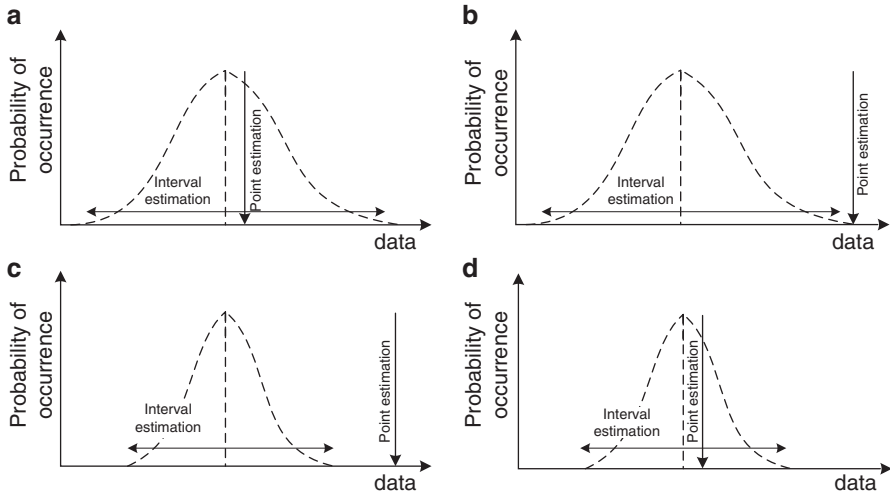 a
Probability of
occurrence
Interval
estimation
Point estimation
data
b
Probability of
occurrence
Interval
estimation
Point estimation
data
c
Probability of
occurrence
Interval
estimation
Point estimation
data
d
Probability of
occurrence
Interval
estimation
Point estimation
data